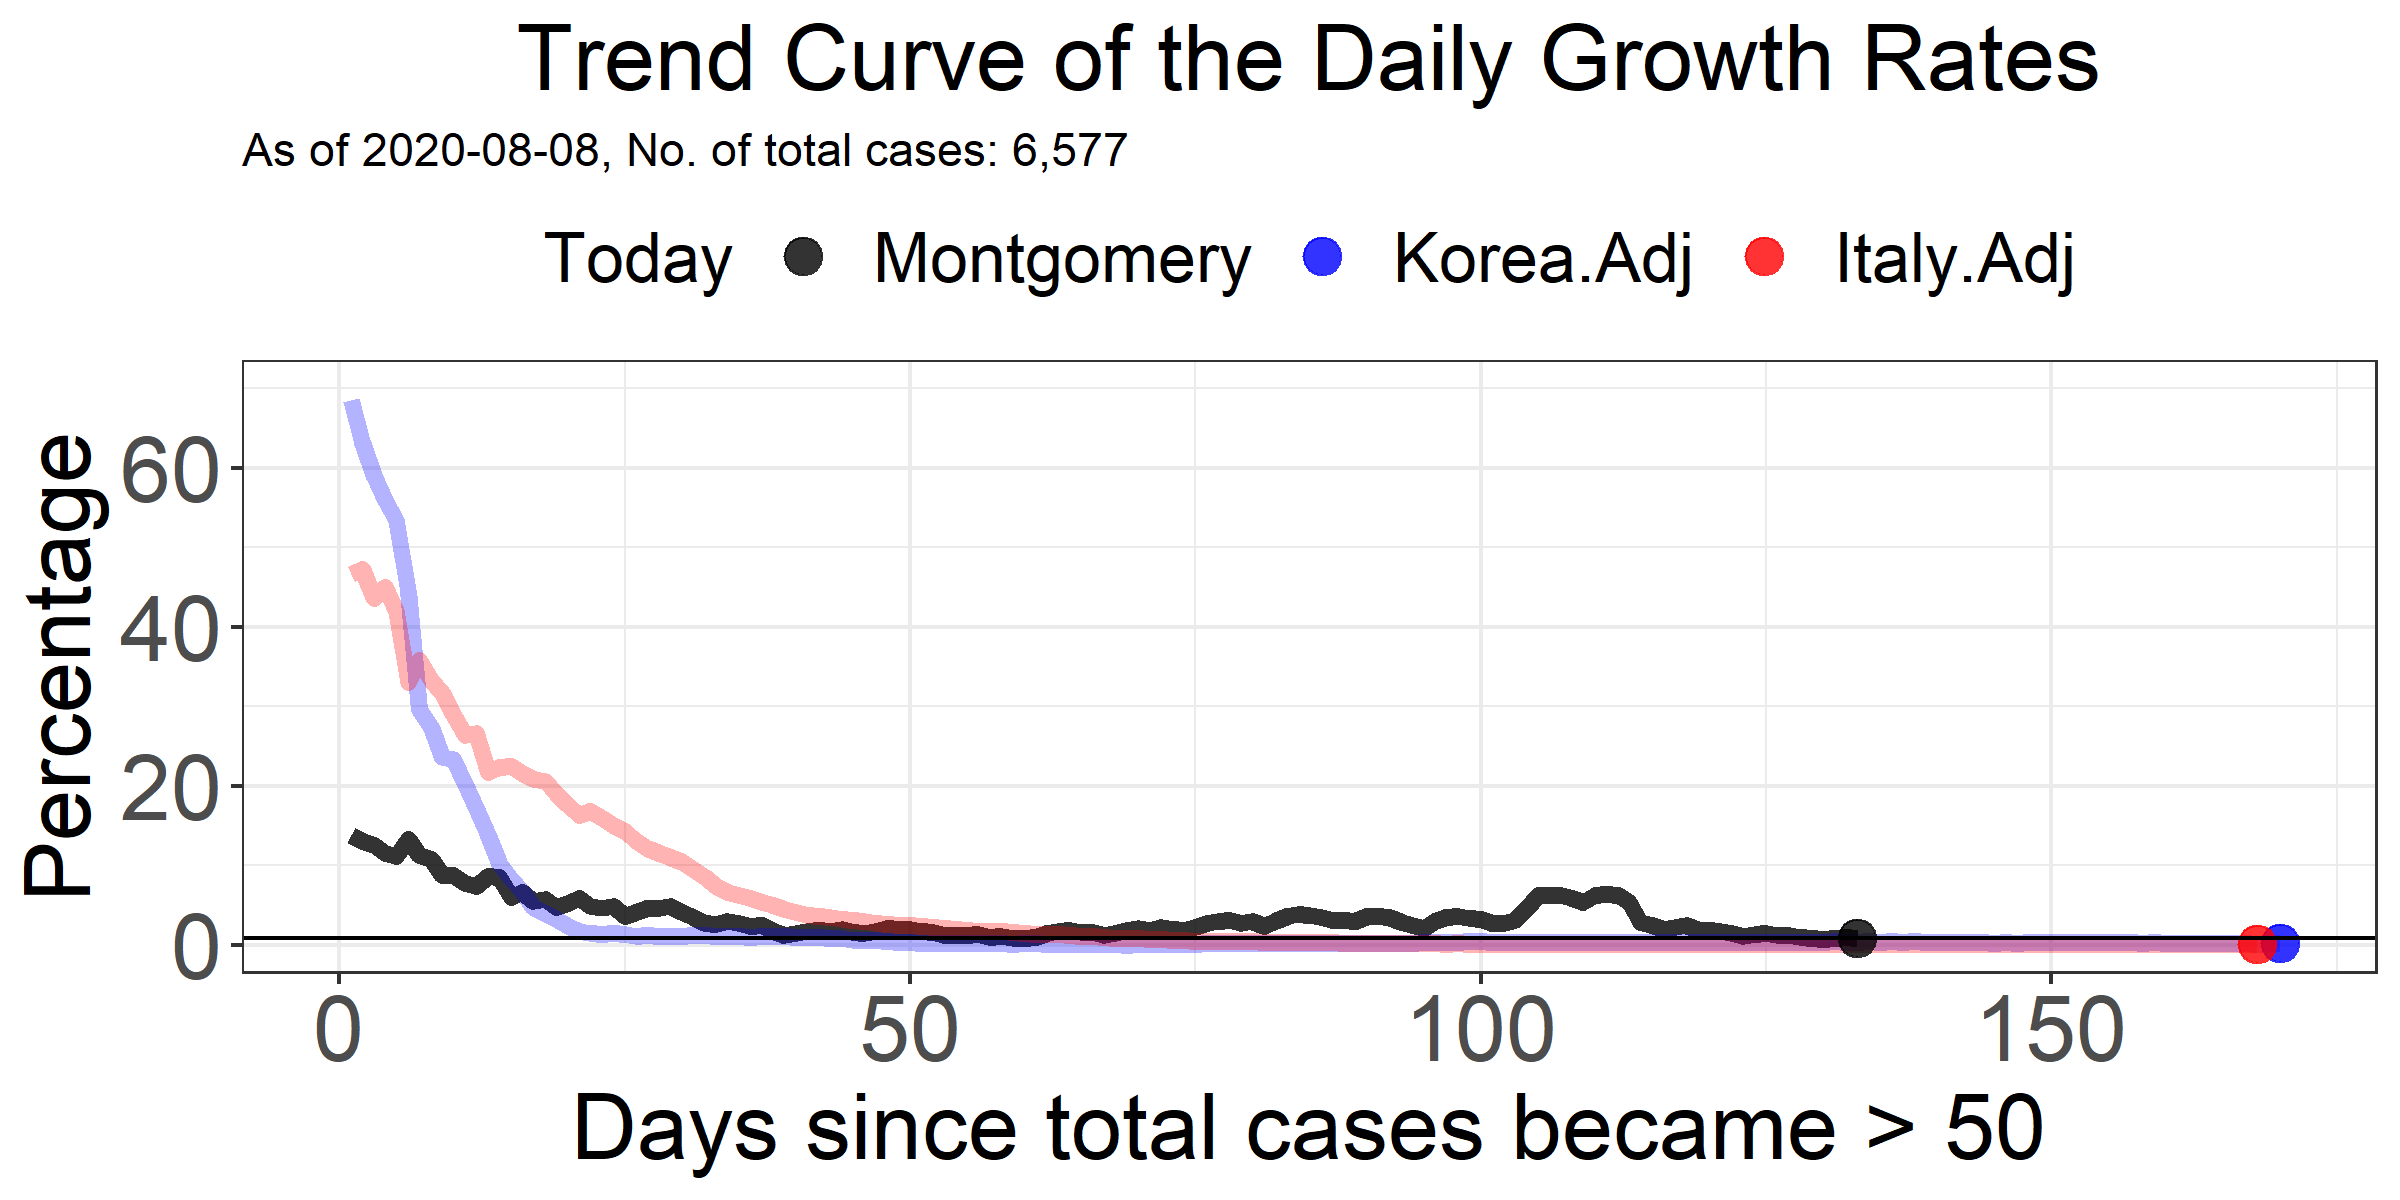 Trend Curve of the Daily Growth Rates
As of 2020-08-08, No. of total cases: 6,577
Today Montgomery Korea.Adj Italy.Adj
Percentage
60
40
20
0
0 50 100 150
Days since total cases became > 50